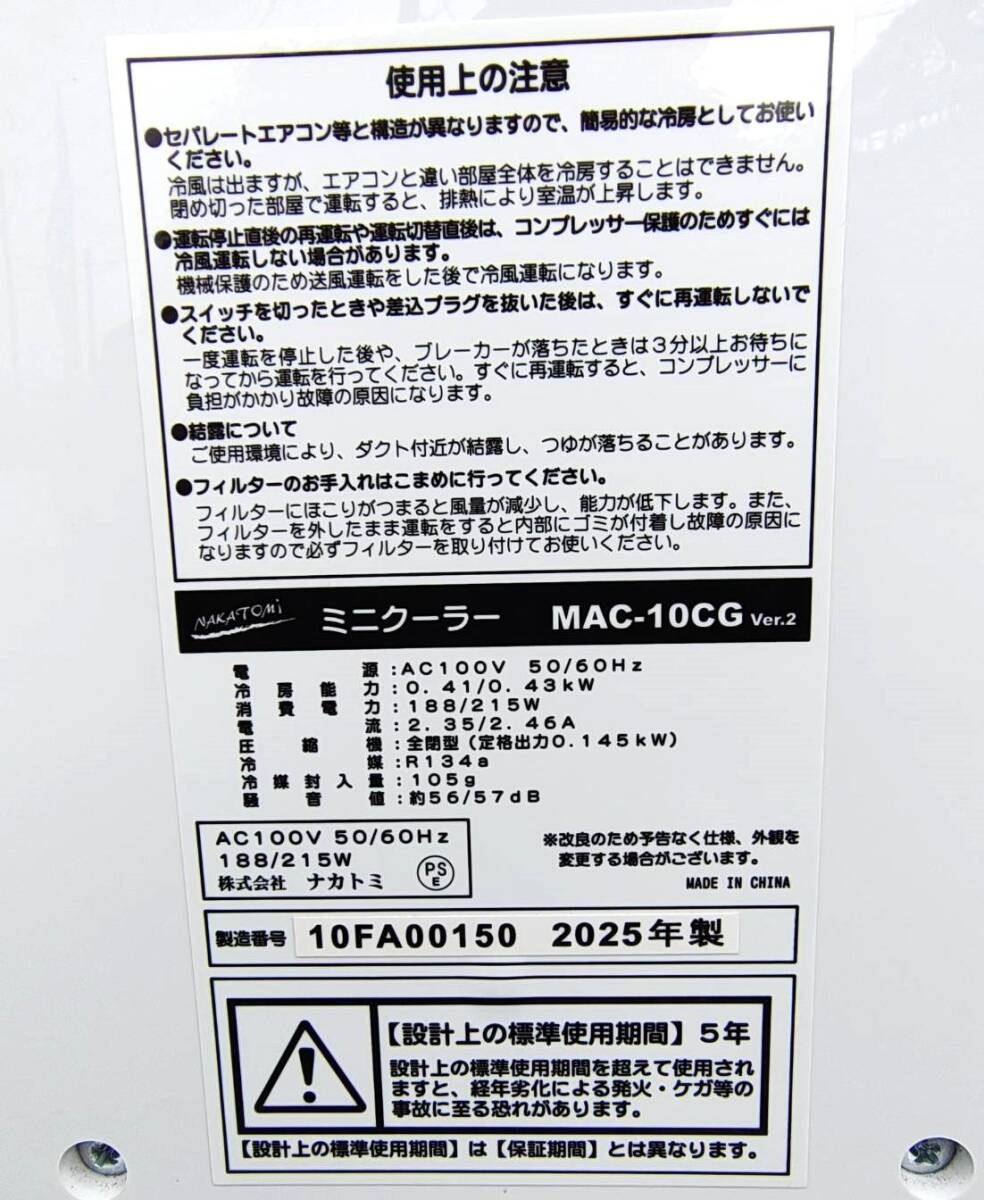 使用上の注意
●セパレートエアコン等と構造が異なりますので、簡易的な冷房としてお使い
ください。
冷風は出ますが、エアコンと違い部屋全体を冷房することはできません。
閉め切った部屋で運転すると、排熱により室温が上昇します。
●運転停止直後の再運転や運転切替直後は、コンプレッサー保護のためすぐには
冷風運転しない場合があります。
機械保護のため送風運転をした後で冷風運転になります。
●スイッチを切ったときや差込プラグを抜いた後は、すぐに再運転しないで
ください。
一度運転を停止した後や、ブレーカーが落ちたときは3分以上お待ちに
なってから運転を行ってください。すぐに再運転すると、コンプレッサーに
負担がかかり故障の原因になります。
●結露について
ご使用環境により、ダクト付近が結露し、つゆが落ちることがあります。
●フィルターのお手入れはこまめに行ってください。
フィルターにほこりがつまると風量が減少し、能力が低下します。また、
フィルターを外したまま運転をすると内部にゴミが付着し故障の原因に
なりますので必ずフィルターを取り付けてお使いください。
NAKATOMi ミニクーラー MAC-10CG Ver.2
電源:AC100V 50/60Hz
冷房能力:0.41/0.43kW
消費電力:188/215W
電流:2.35/2.46A
圧縮機:全閉型(定格出力0.145kW)
冷媒:R134a
冷媒封入量:105g
騒音値:約56/57dB
AC100V 50/60Hz
188/215W
株式会社 ナカトミ
PS
E
※改良のため予告なく仕様、外観を
変更する場合がございます。
MADE IN CHINA
製造番号 10FA00150 2025年製
【設計上の標準使用期間】5年
設計上の標準使用期間を超えて使用され
ますと、経年劣化による発火・ケガ等の
事故に至る恐れがあります。
【設計上の標準使用期間】は【保証期間】とは異なります。